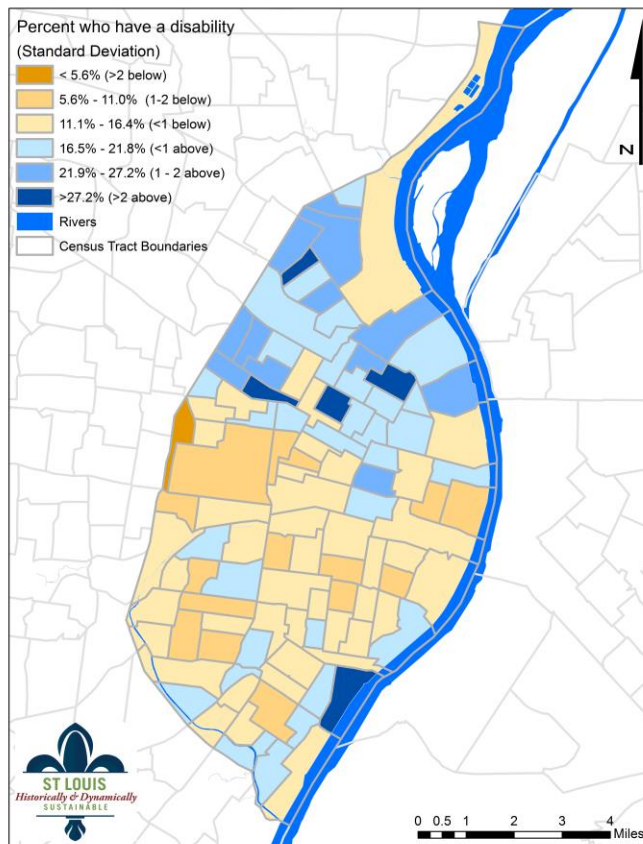 Percent who have a disability
(Standard Deviation)
< 5.6% (>2 below)
5.6% - 11.0% (1-2 below)
11.1% - 16.4% (<1 below)
16.5% - 21.8% (<1 above)
21.9% - 27.2% (1 - 2 above)
>27.2% (>2 above)
Rivers
Census Tract Boundaries
N
ST LOUIS
Historically & Dynamically
SUSTAINABLE
0 0.5 1 2 3 4
Miles